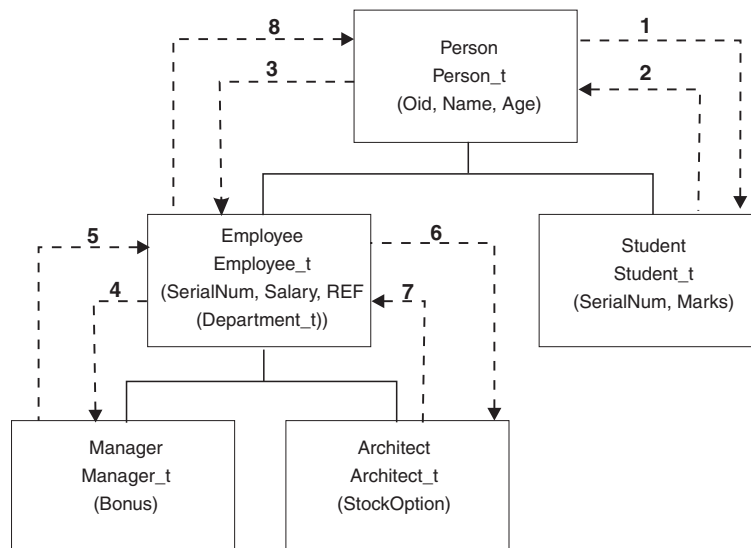 8
1
Person
Person_t
(Oid, Name, Age)
3
2
5
6
Employee
Employee_t
(SerialNum, Salary, REF
(Department_t))
Student
Student_t
(SerialNum, Marks)
4
7
Manager
Manager_t
(Bonus)
Architect
Architect_t
(StockOption)